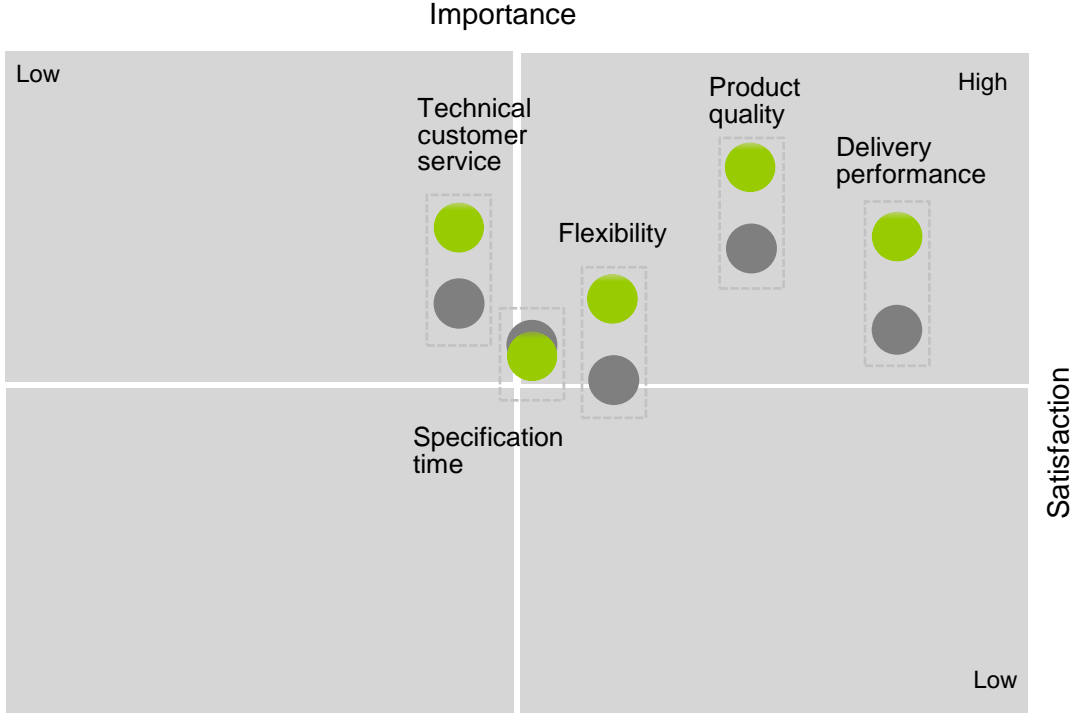 Importance
Low
High
Product
quality
Technical
customer
service
Delivery
performance
Flexibility
Specification
time
Satisfaction
Low